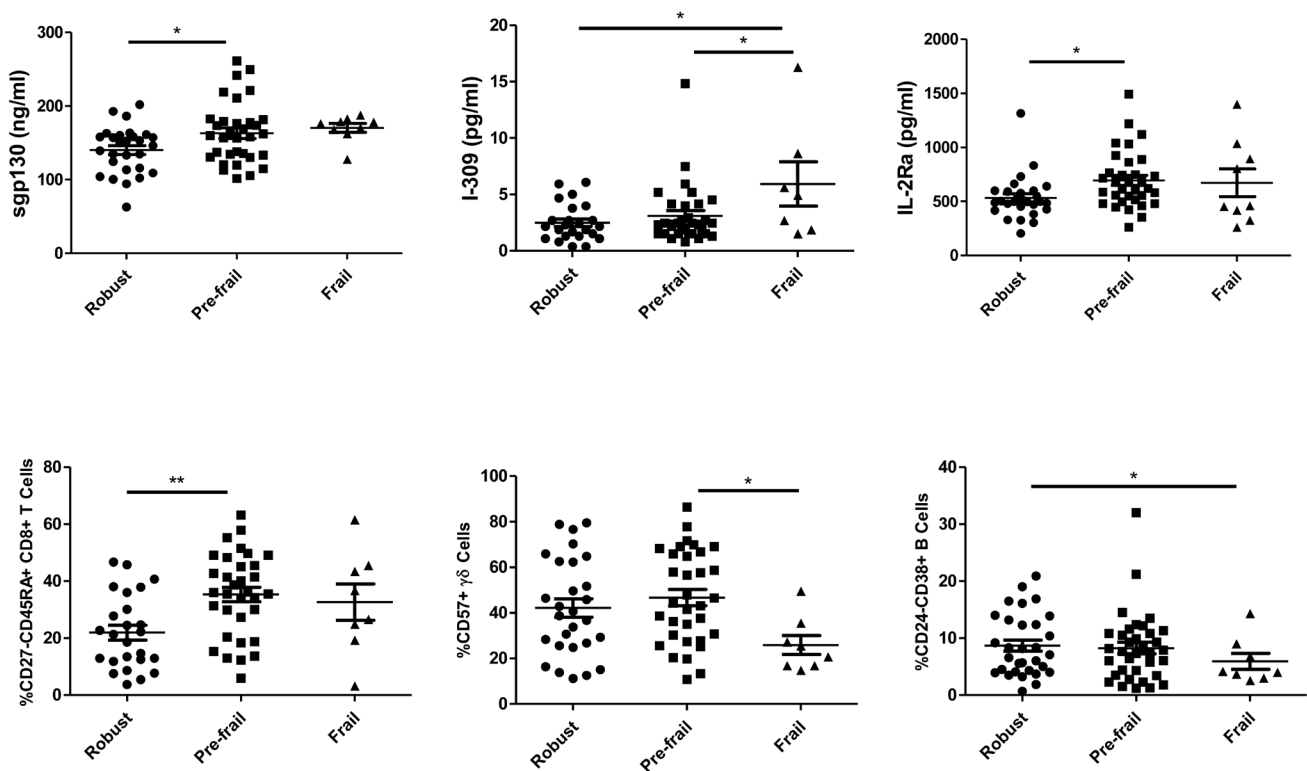 *
sgp130 (ng/ml)
300
200
100
0
Robust
Pre-frail
Frail
*
*
I-309 (pg/ml)
20
15
10
5
0
Robust
Pre-frail
Frail
*
IL-2Ra (pg/ml)
2000
1500
1000
500
0
Robust
Pre-frail
Frail
**
%CD27-CD45RA+ CD8+ T Cells
80
60
40
20
0
Robust
Pre-frail
Frail
*
%CD57+ γδ Cells
100
80
60
40
20
0
Robust
Pre-frail
Frail
*
%CD24-CD38+ B Cells
40
30
20
10
0
Robust
Pre-frail
Frail